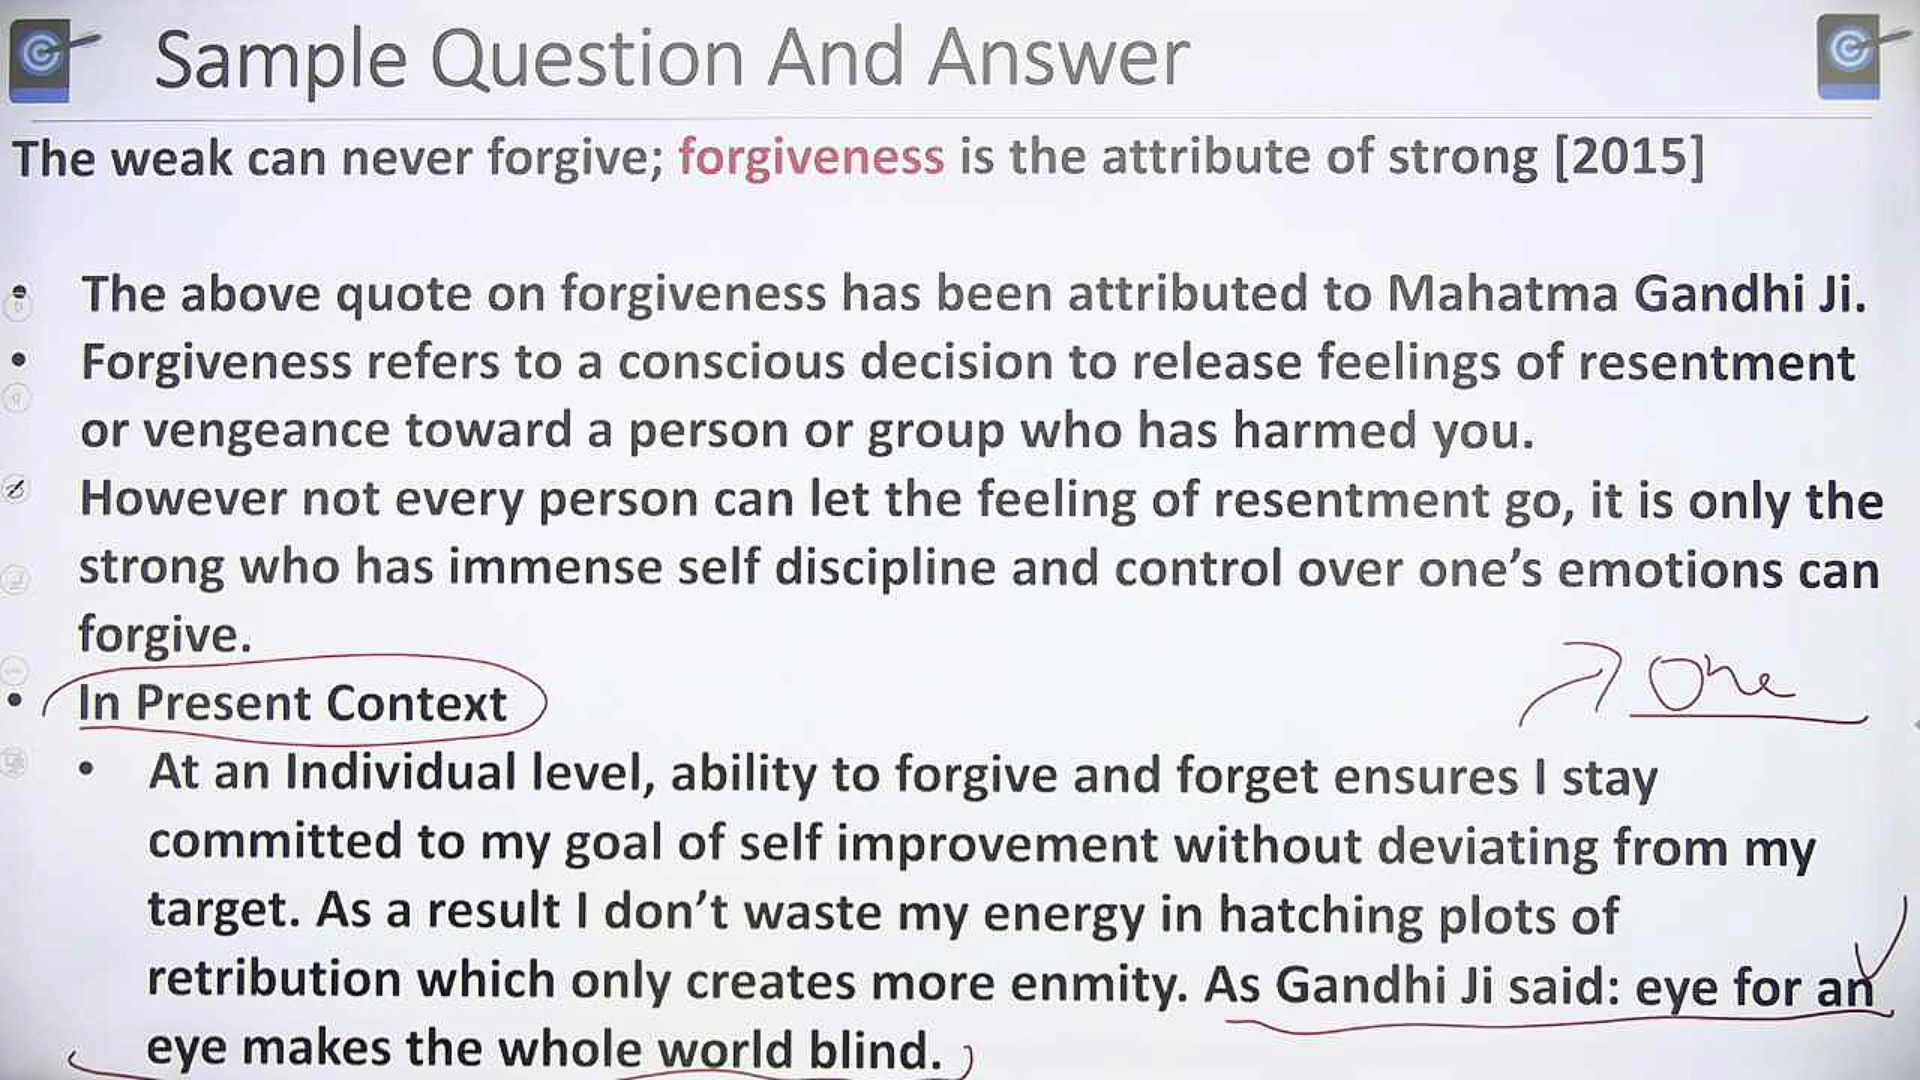 Sample Question And Answer
The weak can never forgive; forgiveness is the attribute of strong [2015]
• The above quote on forgiveness has been attributed to Mahatma Gandhi Ji.
• Forgiveness refers to a conscious decision to release feelings of resentment
or vengeance toward a person or group who has harmed you.
However not every person can let the feeling of resentment go, it is only the
strong who has immense self discipline and control over one's emotions can
forgive.
One
• In Present Context
• At an Individual level, ability to forgive and forget ensures I stay
committed to my goal of self improvement without deviating from my
target. As a result I don't waste my energy in hatching plots of
retribution which only creates more enmity. As Gandhi Ji said: eye for an
eye makes the whole world blind.